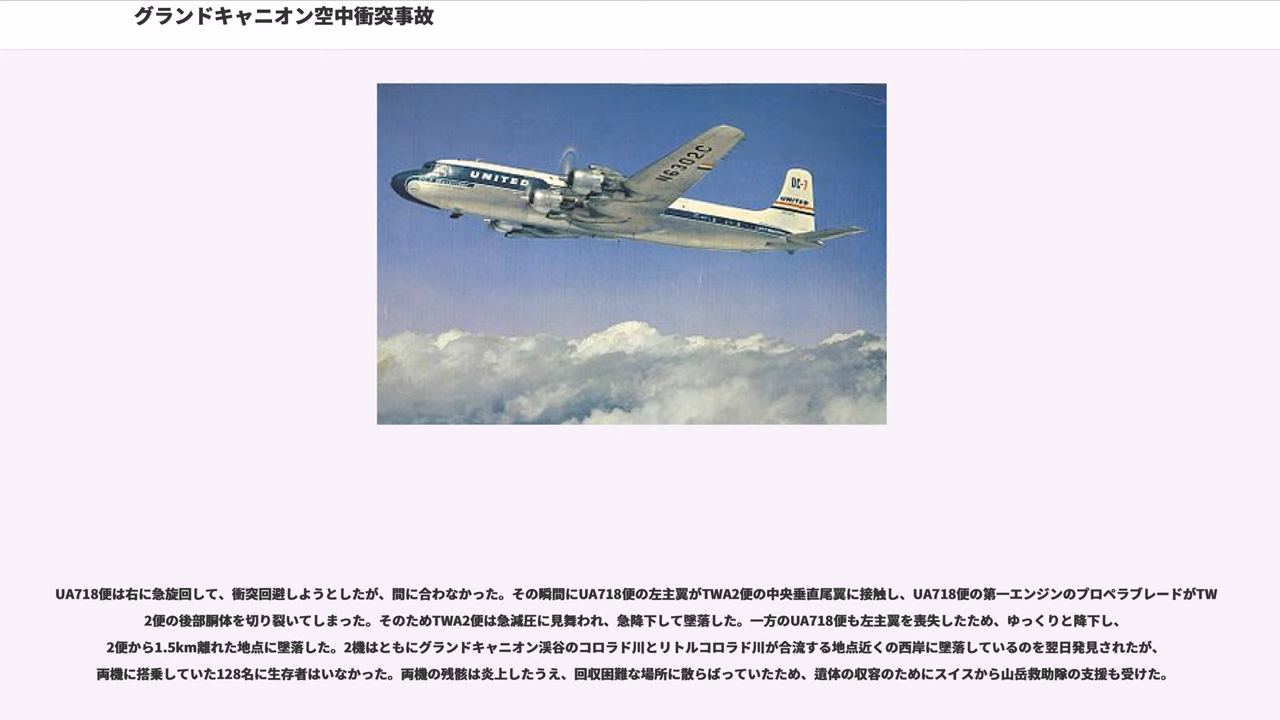 グランドキャニオン空中衝突事故
UNITED
N6302C
DC-7
UNITED
UA718便は右に急旋回して、衝突回避しようとしたが、間に合わなかった。その瞬間にUA718便の左主翼がTWA2便の中央垂直尾翼に接触し、UA718便の第一エンジンのプロペラブレードがTW
2便の後部胴体を切り裂いてしまった。そのためTWA2便は急減圧に見舞われ、急降下して墜落した。一方のUA718便も左主翼を喪失したため、ゆっくりと降下し、
2便から1.5km離れた地点に墜落した。2機はともにグランドキャニオン渓谷のコロラド川とリトルコロラド川が合流する地点近くの西岸に墜落しているのを翌日発見されたが、
両機に搭乗していた128名に生存者はいなかった。両機の残骸は炎上したうえ、回収困難な場所に散らばっていたため、遺体の収容のためにスイスから山岳救助隊の支援も受けた。